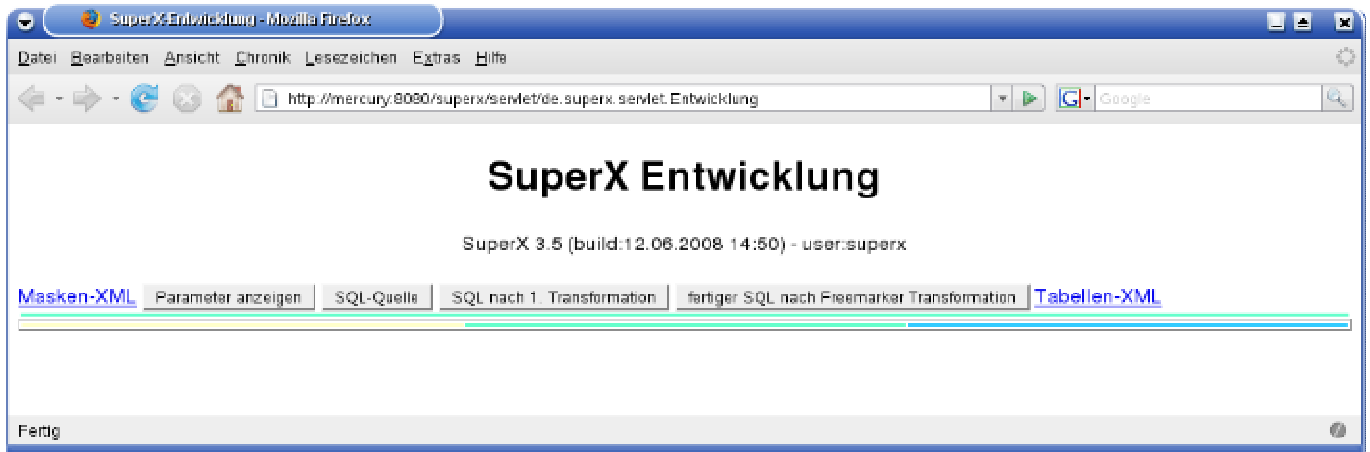 SuperX-Entwicklung - Mozilla Firefox
Datei Bearbeiten Ansicht Chronik Lesezeichen Extras Hilfe
http://mercury:8080/superx/servlet/de.superx.servlet.Entwicklung G Google
SuperX Entwicklung
SuperX 3.5 (build:12.06.2008 14:50) - user:superx
Masken-XML Parameter anzeigen SQL-Quelle SQL nach 1. Transformation fertiger SQL nach Freemarker Transformation Tabellen-XML
Fertig